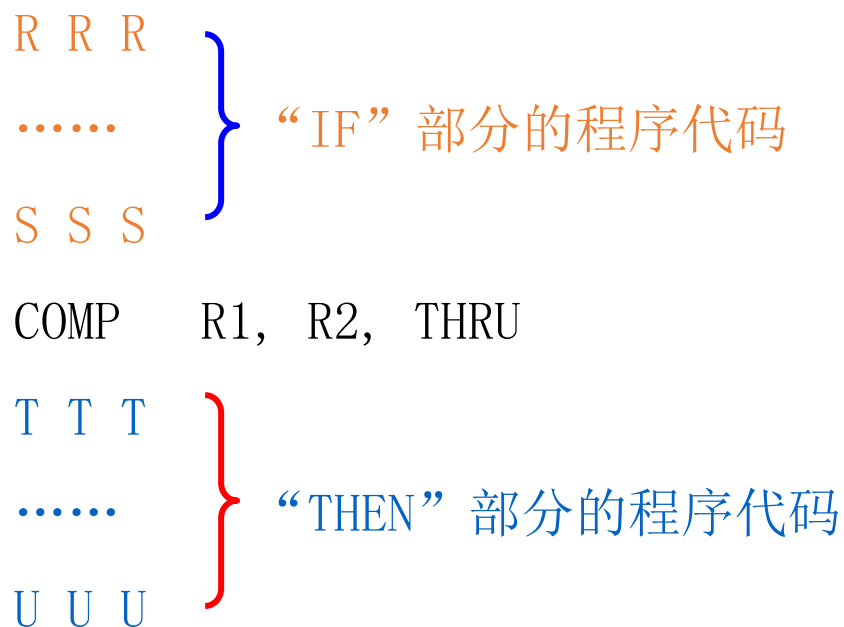 R R R
…… “IF”部分的程序代码
S S S
COMP R1, R2, THRU
T T T
…… “THEN”部分的程序代码
U U U